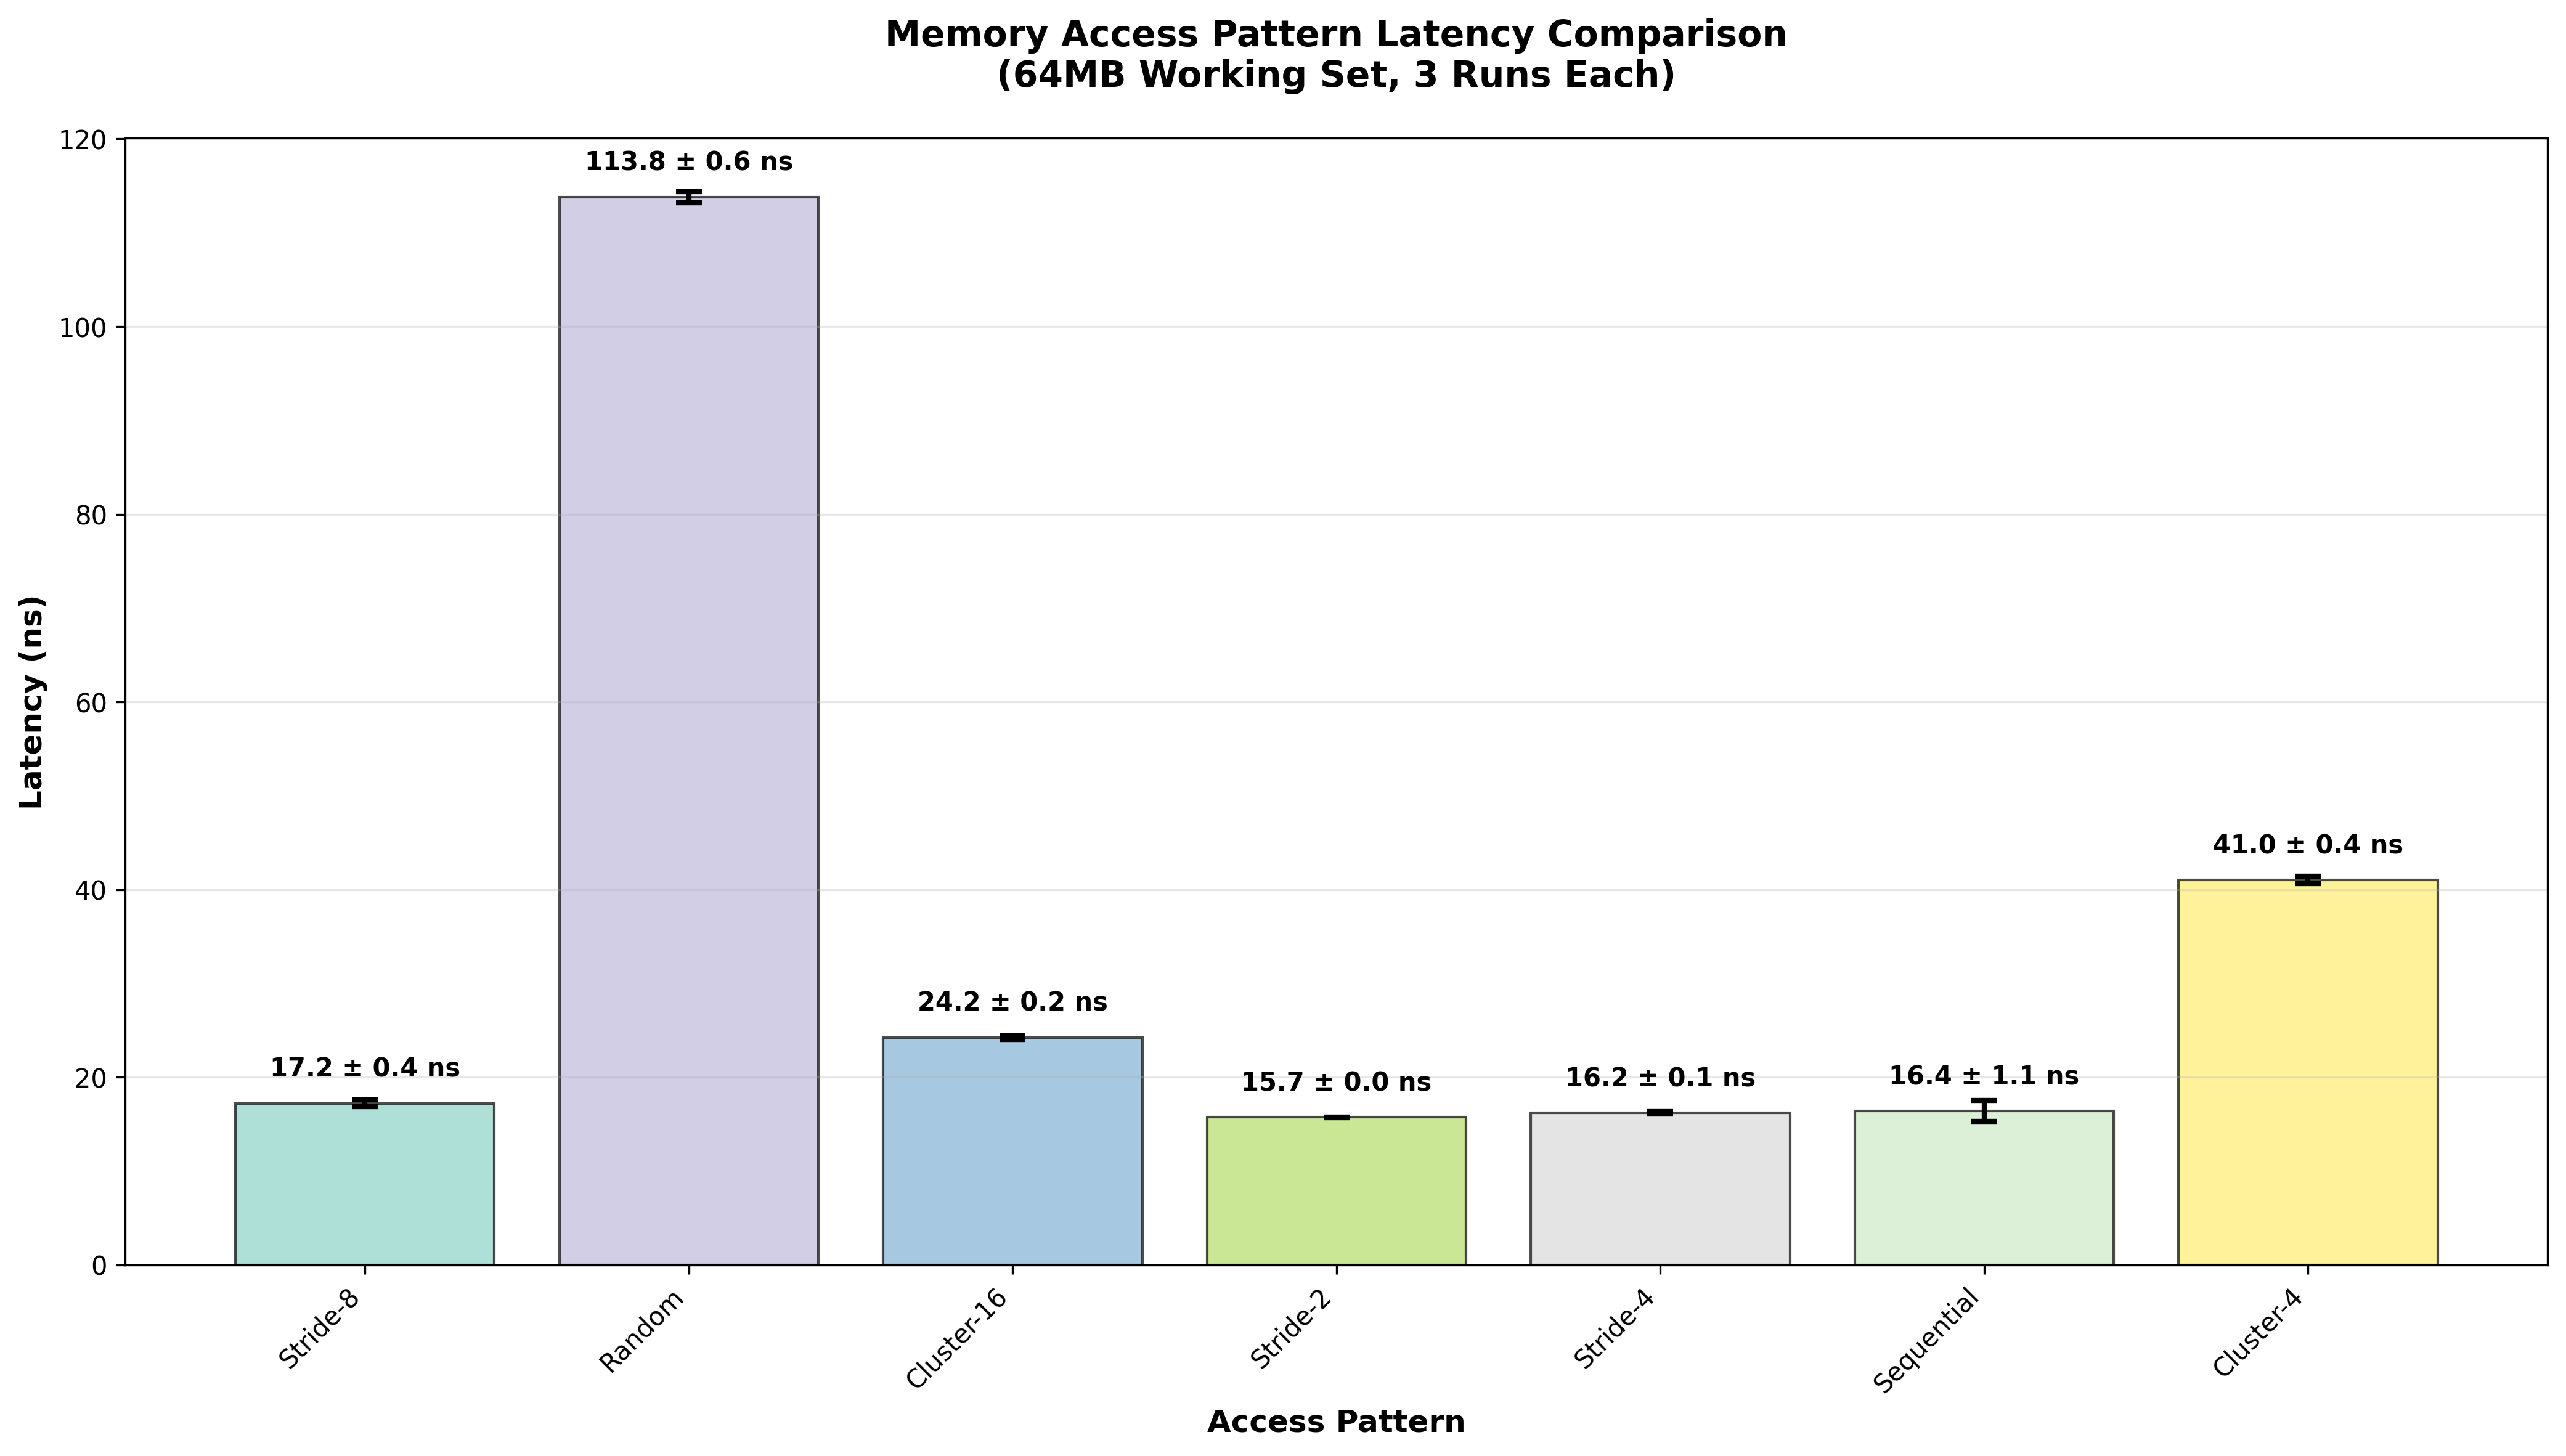 Memory Access Pattern Latency Comparison
(64MB Working Set, 3 Runs Each)
Latency (ns)
120
100
80
60
40
20
0
17.2 ± 0.4 ns
113.8 ± 0.6 ns
24.2 ± 0.2 ns
15.7 ± 0.0 ns
16.2 ± 0.1 ns
16.4 ± 1.1 ns
41.0 ± 0.4 ns
Stride-8
Random
Cluster-16
Stride-2
Stride-4
Sequential
Cluster-4
Access Pattern